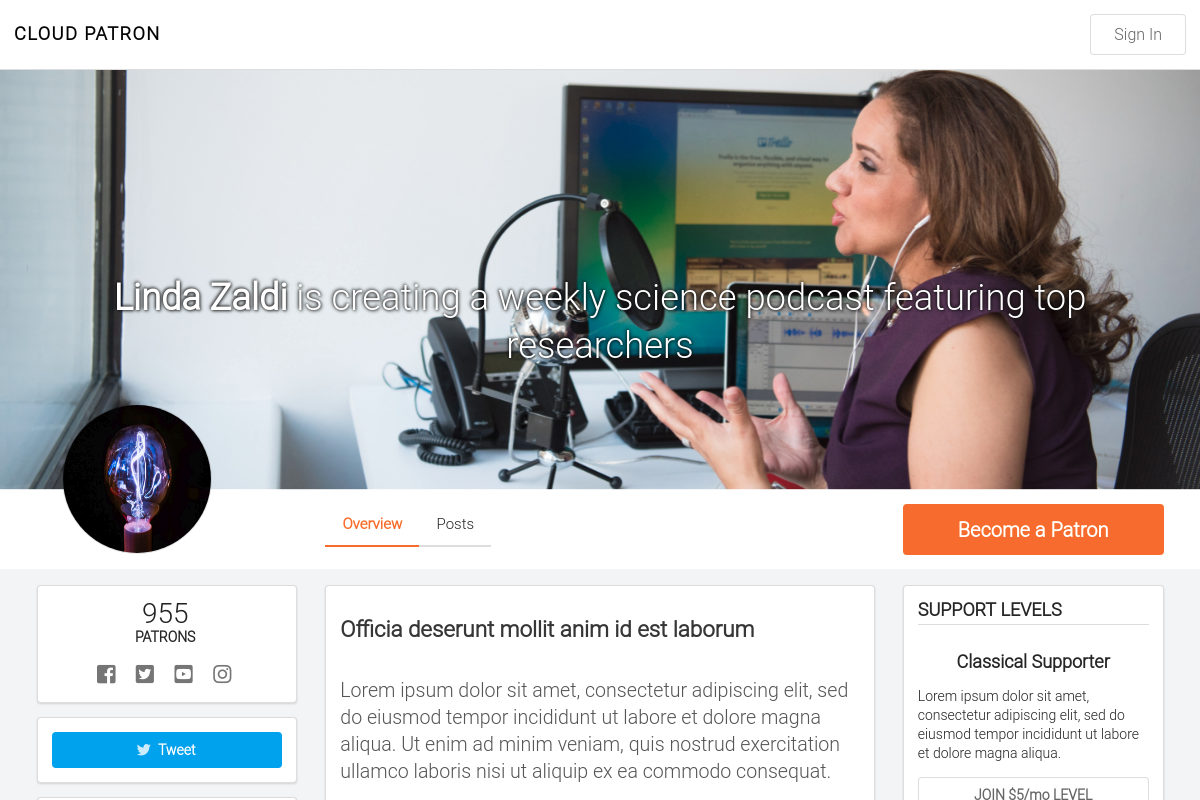 CLOUD PATRON
Sign In
Trello
Linda Zaldi is creating a weekly science podcast featuring top
researchers
Overview
Posts
Become a Patron
955
PATRONS
Tweet
Officia deserunt mollit anim id est laborum
Lorem ipsum dolor sit amet, consectetur adipiscing elit, sed
do eiusmod tempor incididunt ut labore et dolore magna
aliqua. Ut enim ad minim veniam, quis nostrud exercitation
ullamco laboris nisi ut aliquip ex ea commodo consequat.
SUPPORT LEVELS
Classical Supporter
Lorem ipsum dolor sit amet,
consectetur adipiscing elit, sed do
eiusmod tempor incididunt ut labore
et dolore magna aliqua.
JOIN $5/mo LEVEL